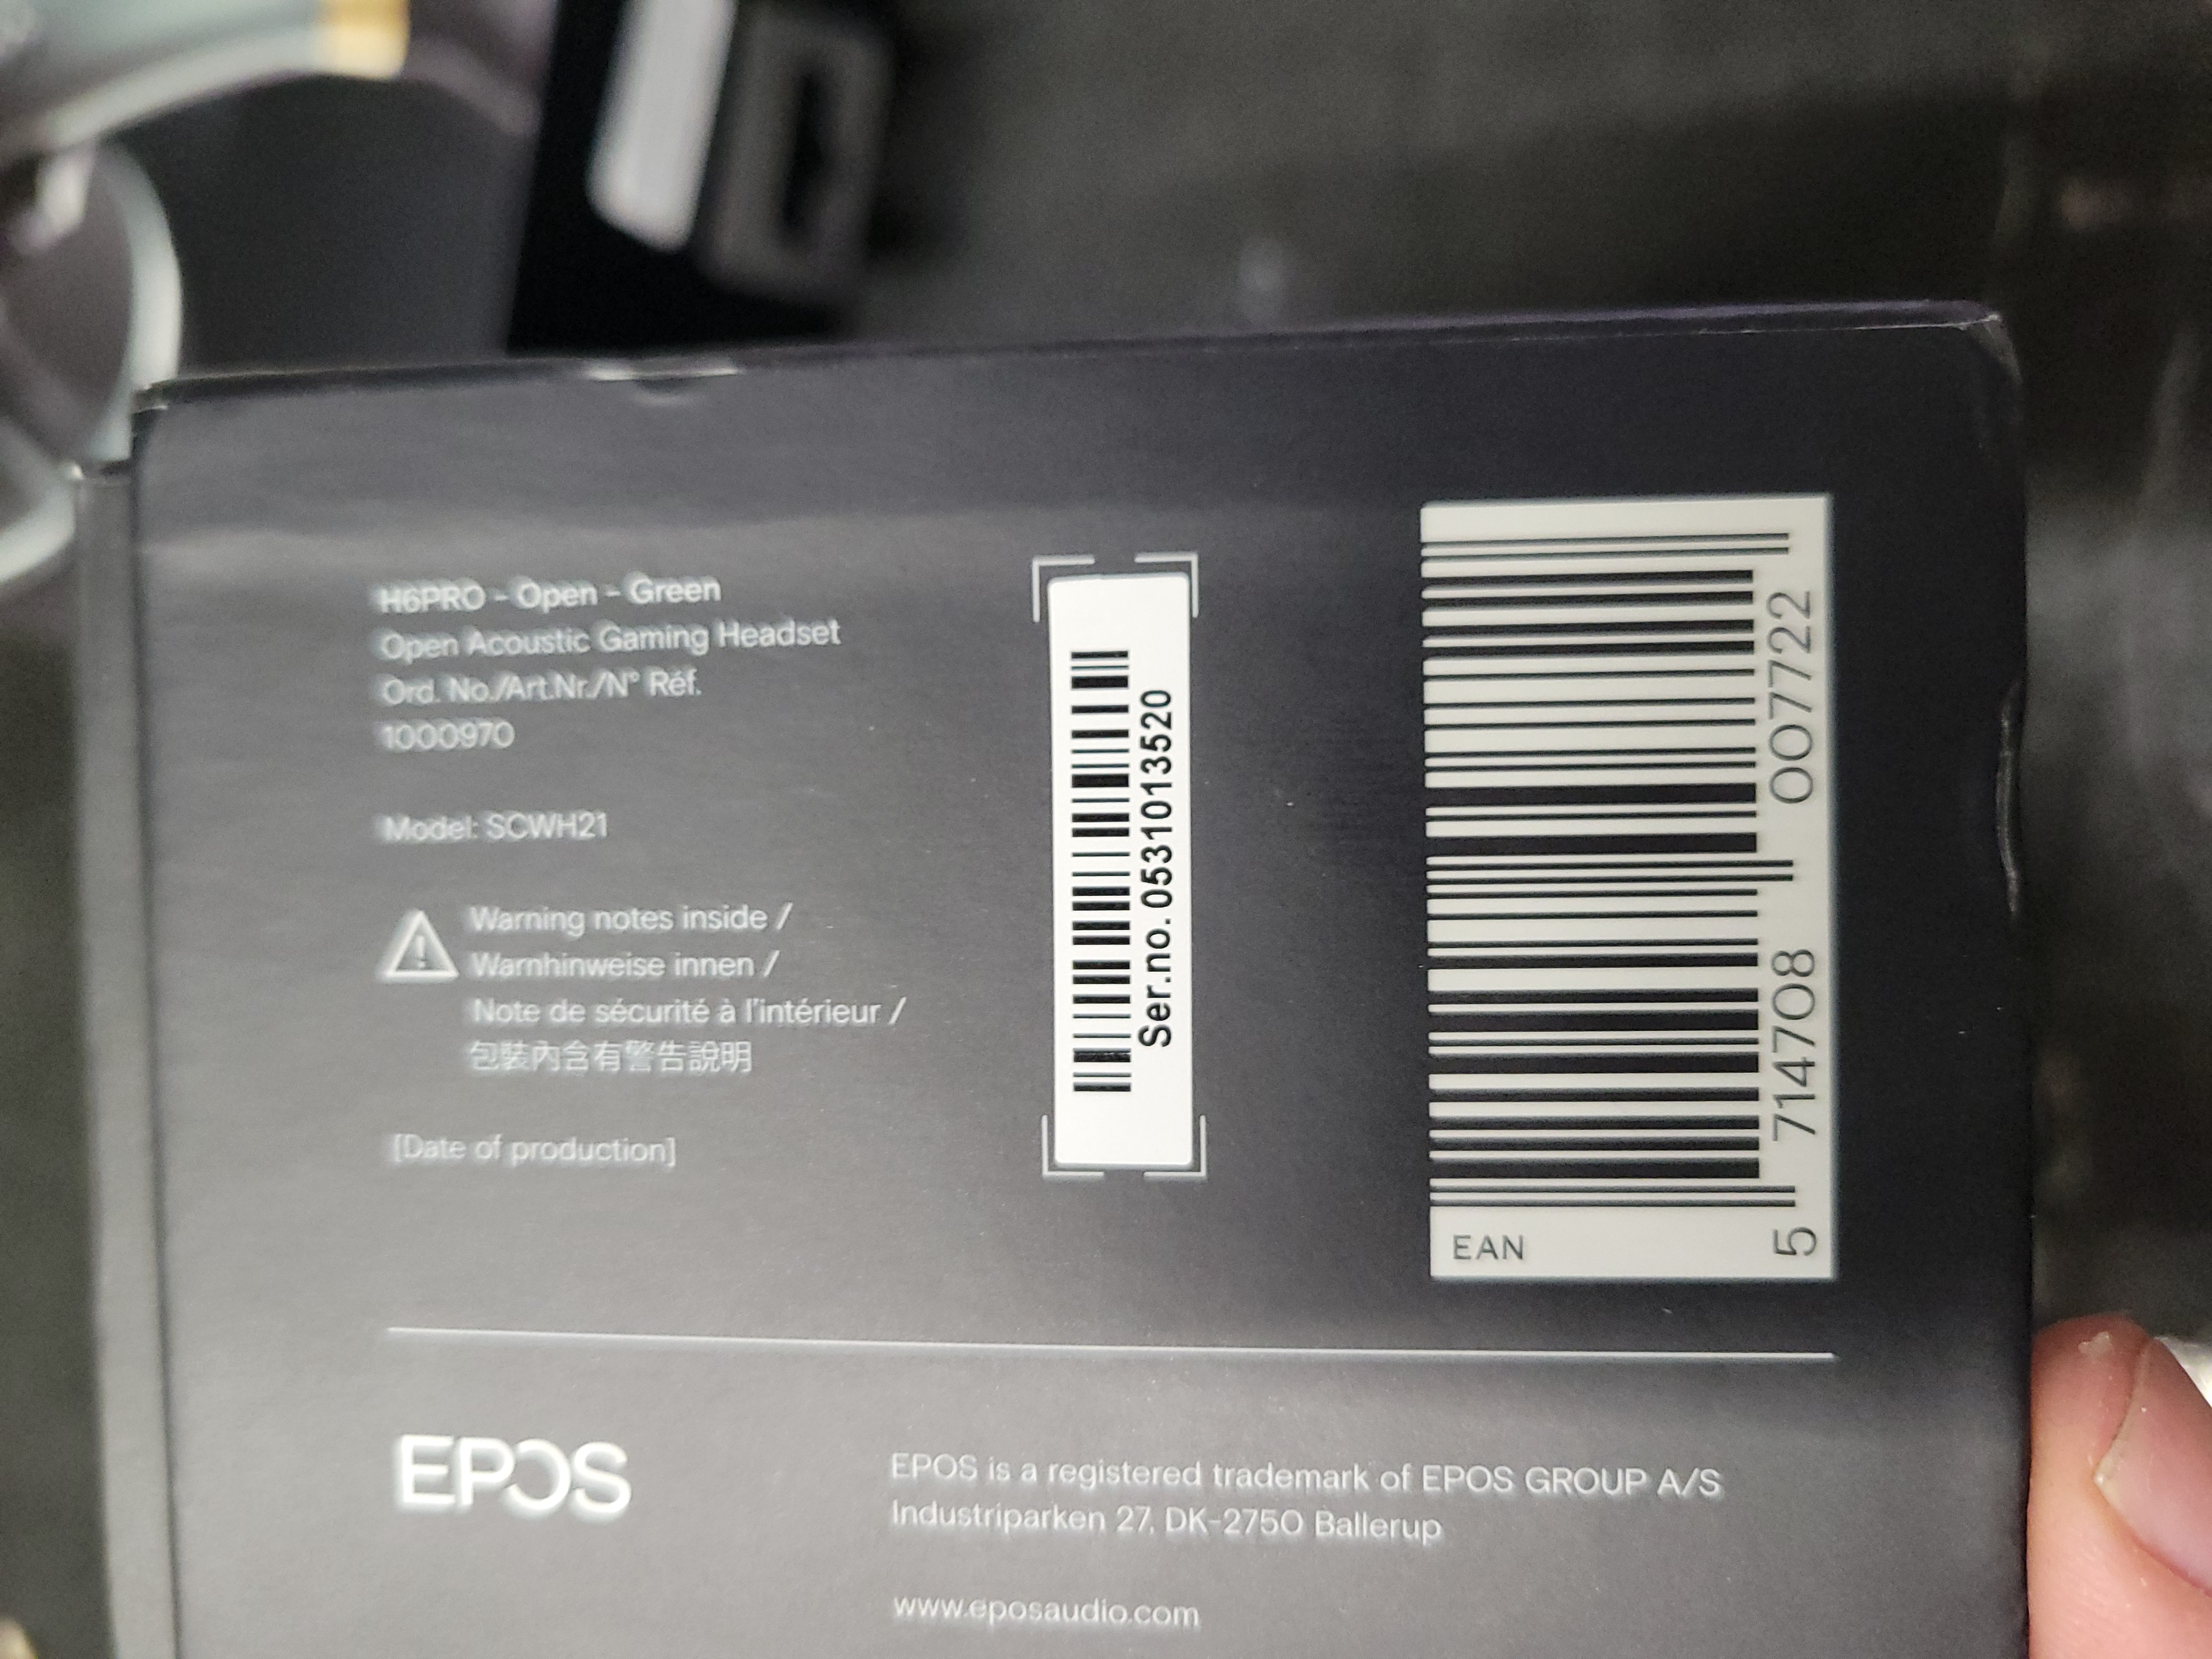 H6PRO - Open - Green
Open Acoustic Gaming Headset
Ord. No./Art.Nr./N° Réf.
1000970
Model: SCWH21
Warning notes inside /
Warnhinweise innen /
Note de sécurité à l'intérieur /
包裝內含有警告說明
[Date of production]
Ser.no. 0531013520
EAN
5 714708 007722
EPOS
EPOS is a registered trademark of EPOS GROUP A/S
Industriparken 27, DK-2750 Ballerup
www.eposaudio.com